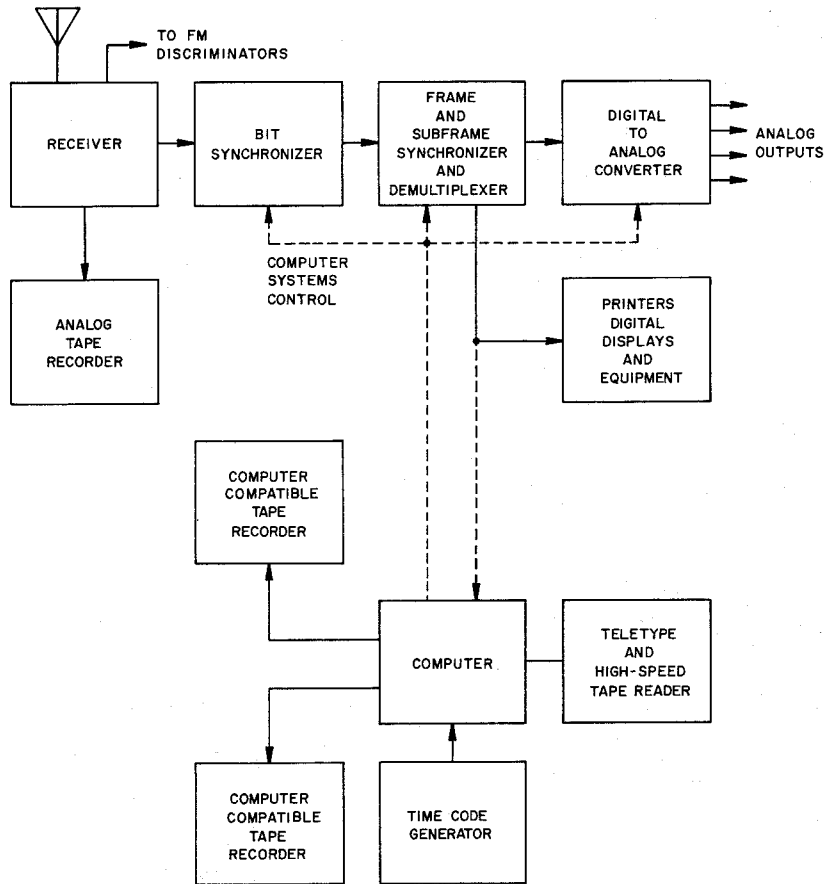 TO FM
DISCRIMINATORS
RECEIVER
BIT
SYNCHRONIZER
FRAME
AND
SUBFRAME
SYNCHRONIZER
AND
DEMULTIPLEXER
DIGITAL
TO
ANALOG
CONVERTER
ANALOG
OUTPUTS
COMPUTER
SYSTEMS
CONTROL
ANALOG
TAPE
RECORDER
PRINTERS
DIGITAL
DISPLAYS
AND
EQUIPMENT
COMPUTER
COMPATIBLE
TAPE
RECORDER
COMPUTER
TELETYPE
AND
HIGH-SPEED
TAPE READER
COMPUTER
COMPATIBLE
TAPE
RECORDER
TIME CODE
GENERATOR